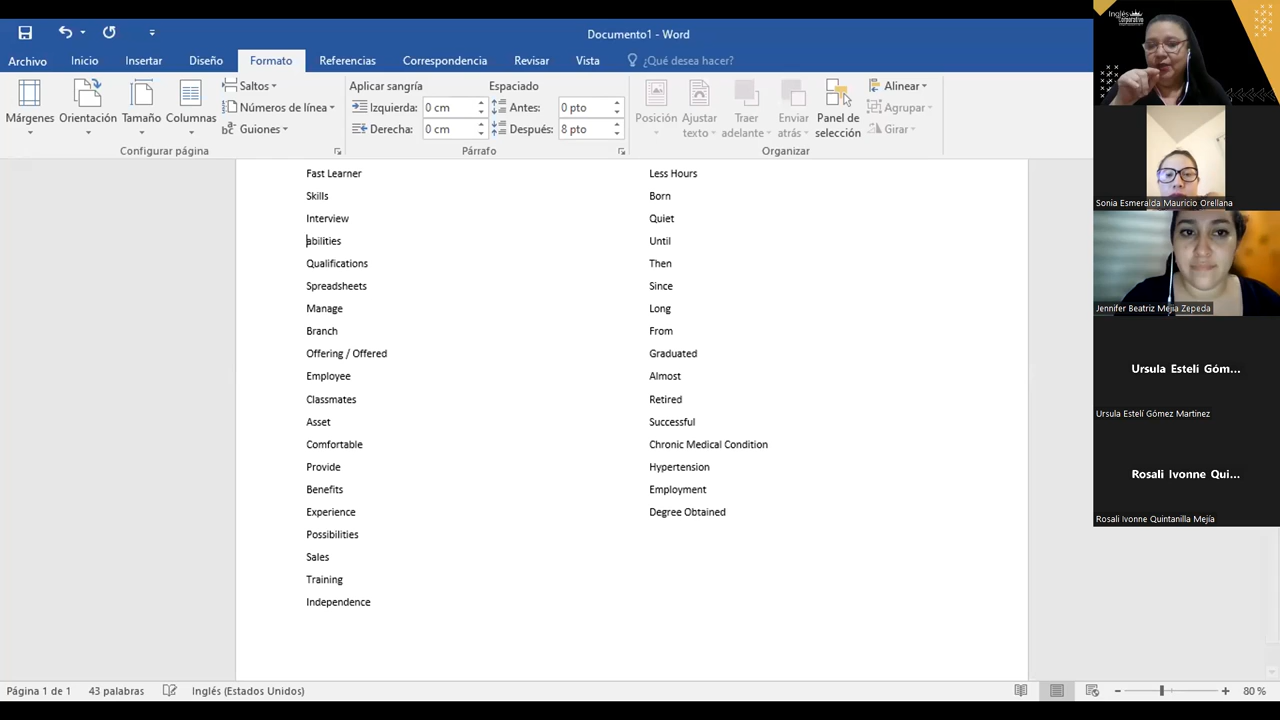 Documento1 - Word
Archivo
Inicio
Insertar
Diseño
Formato
Referencias
Correspondencia
Revisar
Vista
¿Qué desea hacer?
Márgenes
Orientación
Tamaño
Columnas
Saltos
Números de línea
Guiones
Configurar página
Aplicar sangría
Izquierda: 0 cm
Derecha: 0 cm
Espaciado
Antes: 0 pto
Después: 8 pto
Párrafo
Posición
Ajustar texto
Traer adelante
Enviar atrás
Panel de selección
Alinear
Agrupar
Girar
Organizar
Fast Learner
Skills
Interview
abilities
Qualifications
Spreadsheets
Manage
Branch
Offering / Offered
Employee
Classmates
Asset
Comfortable
Provide
Benefits
Experience
Possibilities
Sales
Training
Independence
Less Hours
Born
Quiet
Until
Then
Since
Long
From
Graduated
Almost
Retired
Successful
Chronic Medical Condition
Hypertension
Employment
Degree Obtained
Inglés
Corporativo
Sonia Esmeralda Mauricio Orellana
Jennifer Beatriz Mejia Zepeda
Ursula Estelí Góm...
Ursula Estelí Gómez Martinez
Rosali Ivonne Qui...
Rosali Ivonne Quintanilla Mejía
Página 1 de 1
43 palabras
Inglés (Estados Unidos)
80 %